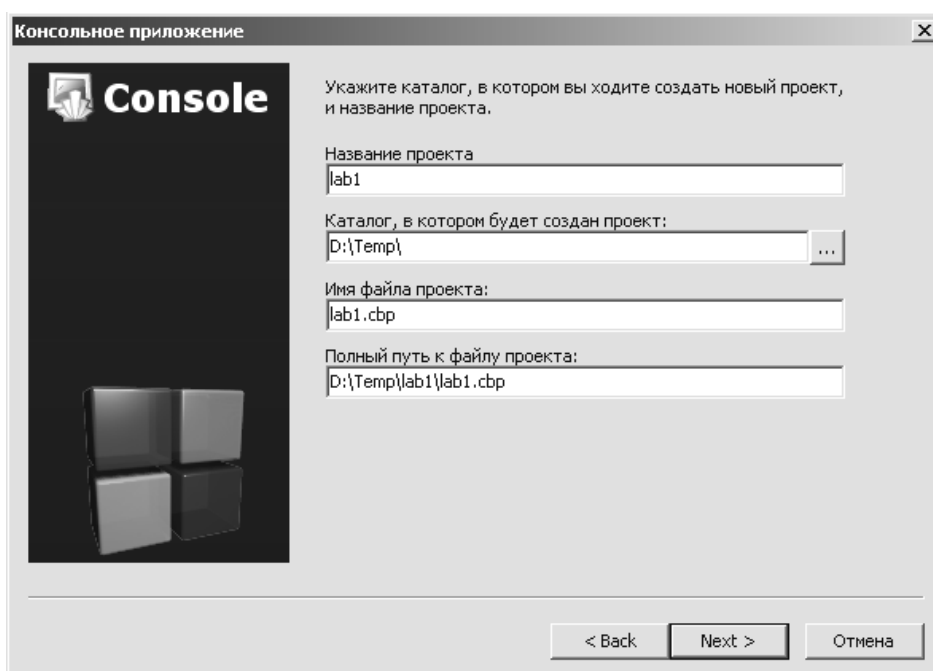 Консольное приложение
Console
Укажите каталог, в котором вы ходите создать новый проект,
и название проекта.
Название проекта
lab1
Каталог, в котором будет создан проект:
D:\Temp\
...
Имя файла проекта:
lab1.cbp
Полный путь к файлу проекта:
D:\Temp\lab1\lab1.cbp
< Back
Next >
Отмена